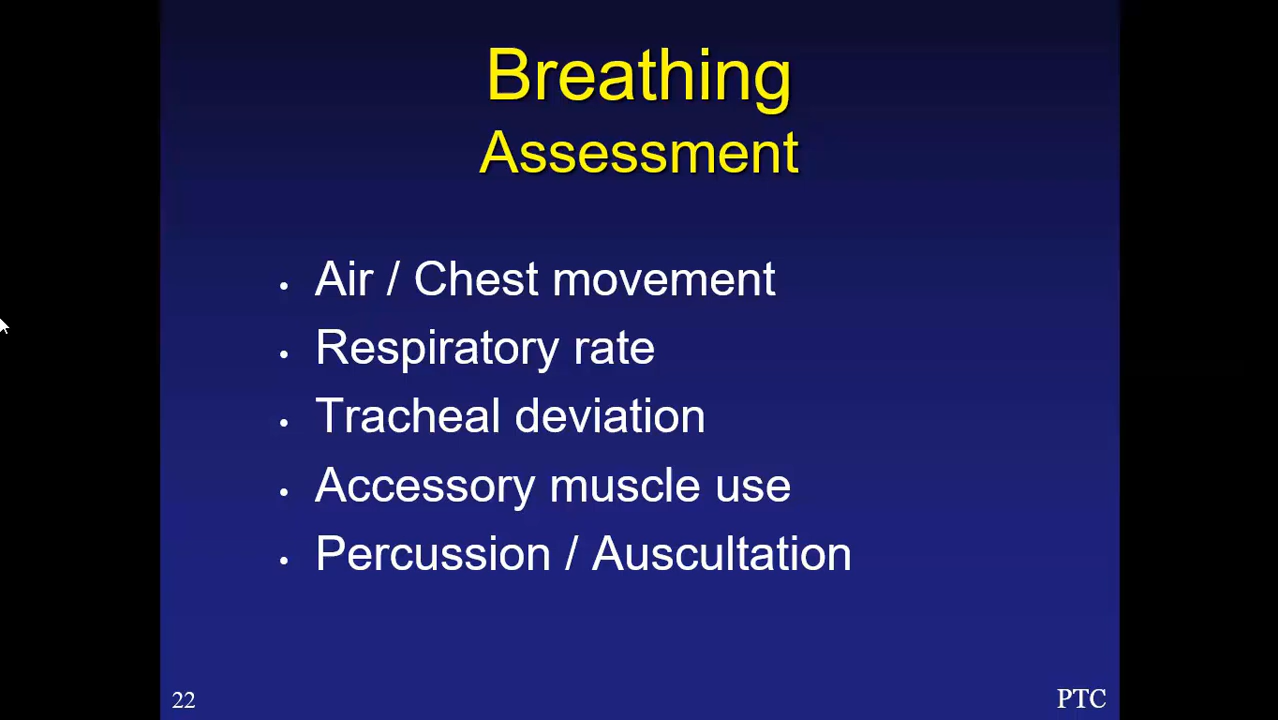 Breathing
Assessment
• Air / Chest movement
• Respiratory rate
• Tracheal deviation
• Accessory muscle use
• Percussion / Auscultation
22
PTC